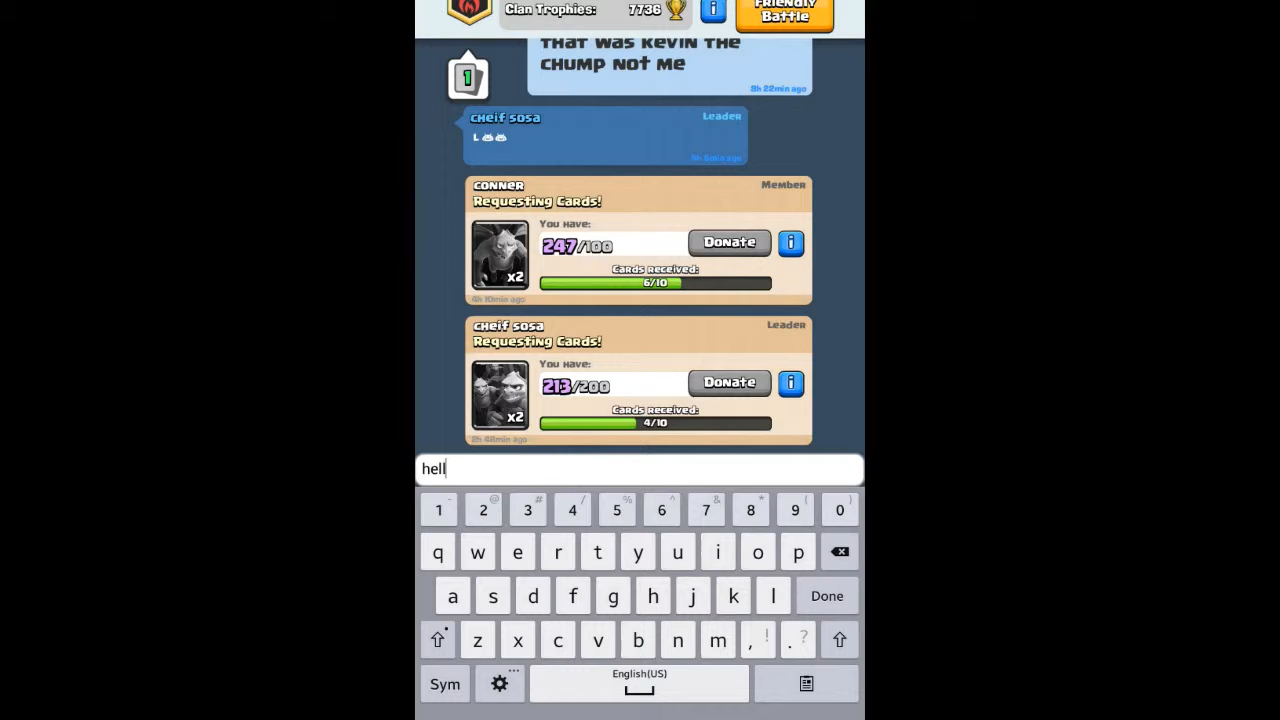 Clan Trophies: 7736 i Friendly
Battle
THAT WAS KEVIN THE
CHUMP NOT ME
8h 22min ago
1
CHEIF SOSA Leader
L
CONNER Member
Requesting Cards!
You have:
247/100 Donate i
x2
Cards received:
6/10
4h 10min ago
CHEIF SOSA Leader
Requesting Cards!
You have:
213/200 Donate i
x2
Cards received:
4/10
2h 48min ago
hell
- @ # / % ^ & * ( )
1 2 3 4 5 6 7 8 9 0
q w e r t y u i o p
a s d f g h j k l Done
z x c v b n m , ! . ?
Sym ... English(US)